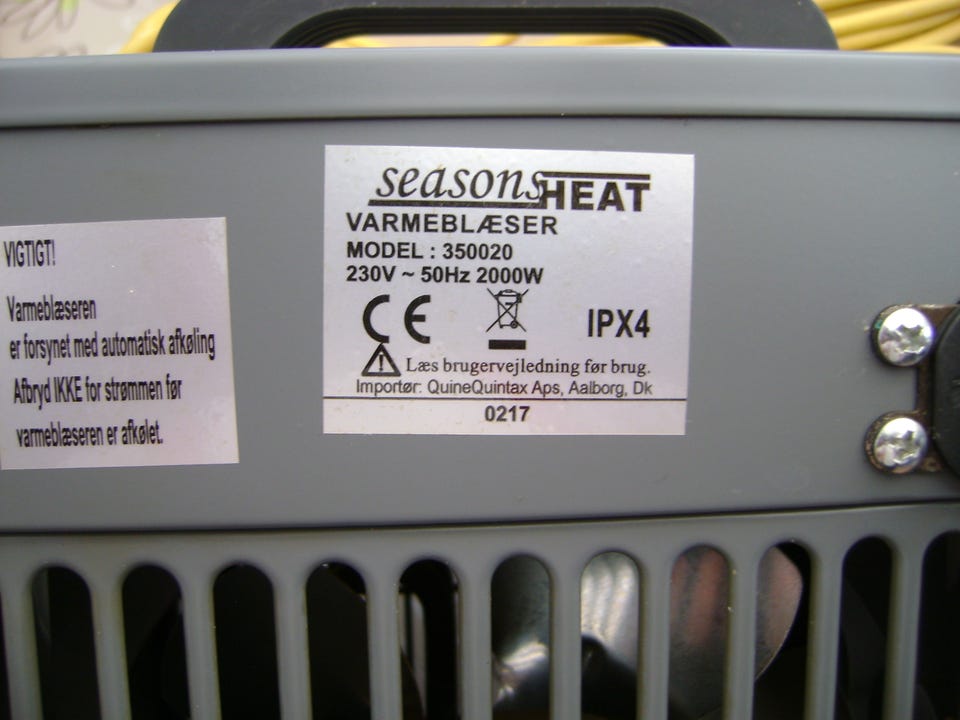 VIGTIGT!
Varmeblæseren
er forsynet med automatisk afkøling
Afbryd IKKE for strømmen før
varmeblæseren er afkølet.
seasons HEAT
VARMEBLÆSER
MODEL : 350020
230V ~ 50Hz 2000W
CE
IPX4
Læs brugervejledning før brug.
Importør: QuineQuintax Aps, Aalborg, Dk
0217